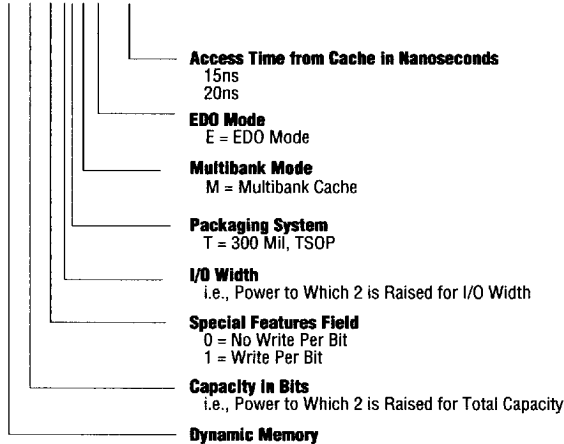 Access Time from Cache in Nanoseconds
15ns
20ns
EDO Mode
E = EDO Mode
Multibank Mode
M = Multibank Cache
Packaging System
T = 300 Mil, TSOP
I/O Width
i.e., Power to Which 2 is Raised for I/O Width
Special Features Field
0 = No Write Per Bit
1 = Write Per Bit
Capacity in Bits
i.e., Power to Which 2 is Raised for Total Capacity
Dynamic Memory